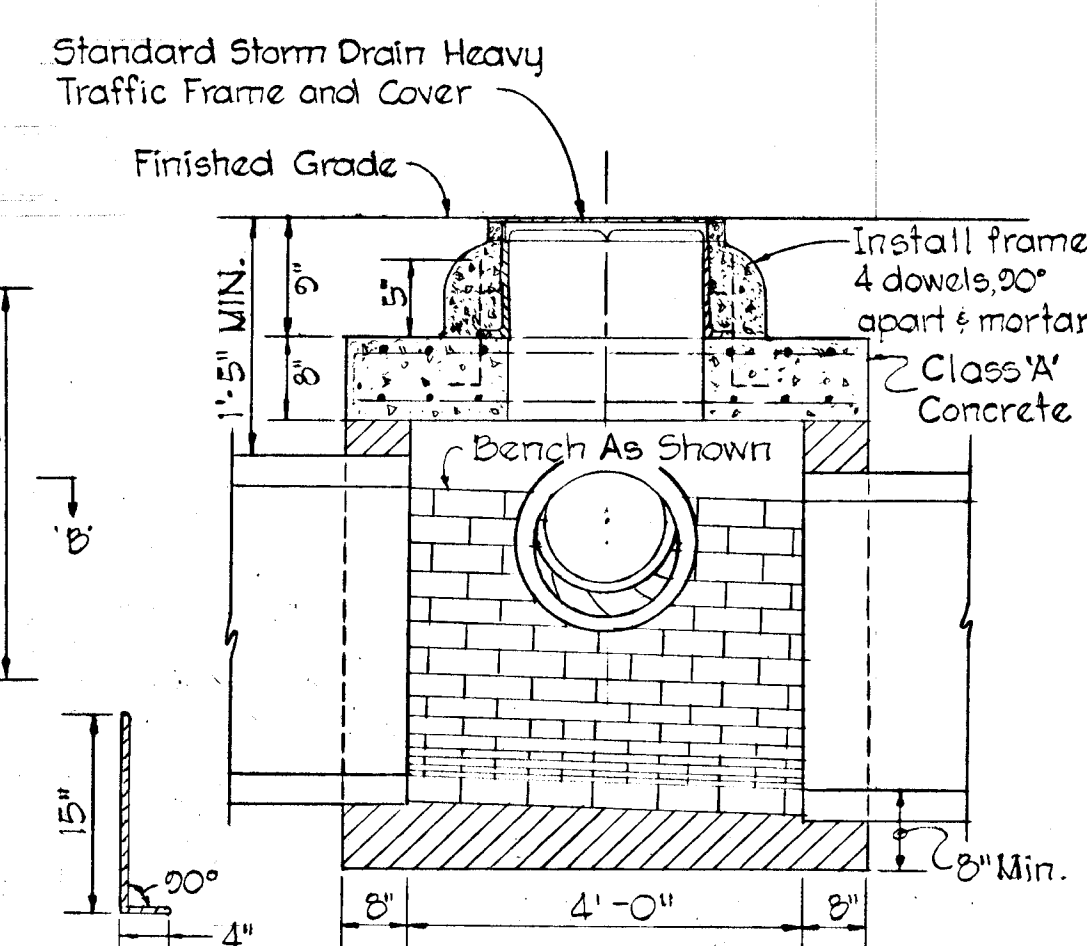 Standard Storm Drain Heavy
Traffic Frame and Cover
Finished Grade
Install frame
4 dowels, 90°
apart & mortar
Class 'A'
Concrete
1'-5" MIN.
9"
5"
8"
Bench As Shown
'B'
15"
90°
4"
8"
4'-0"
8"
8" Min.